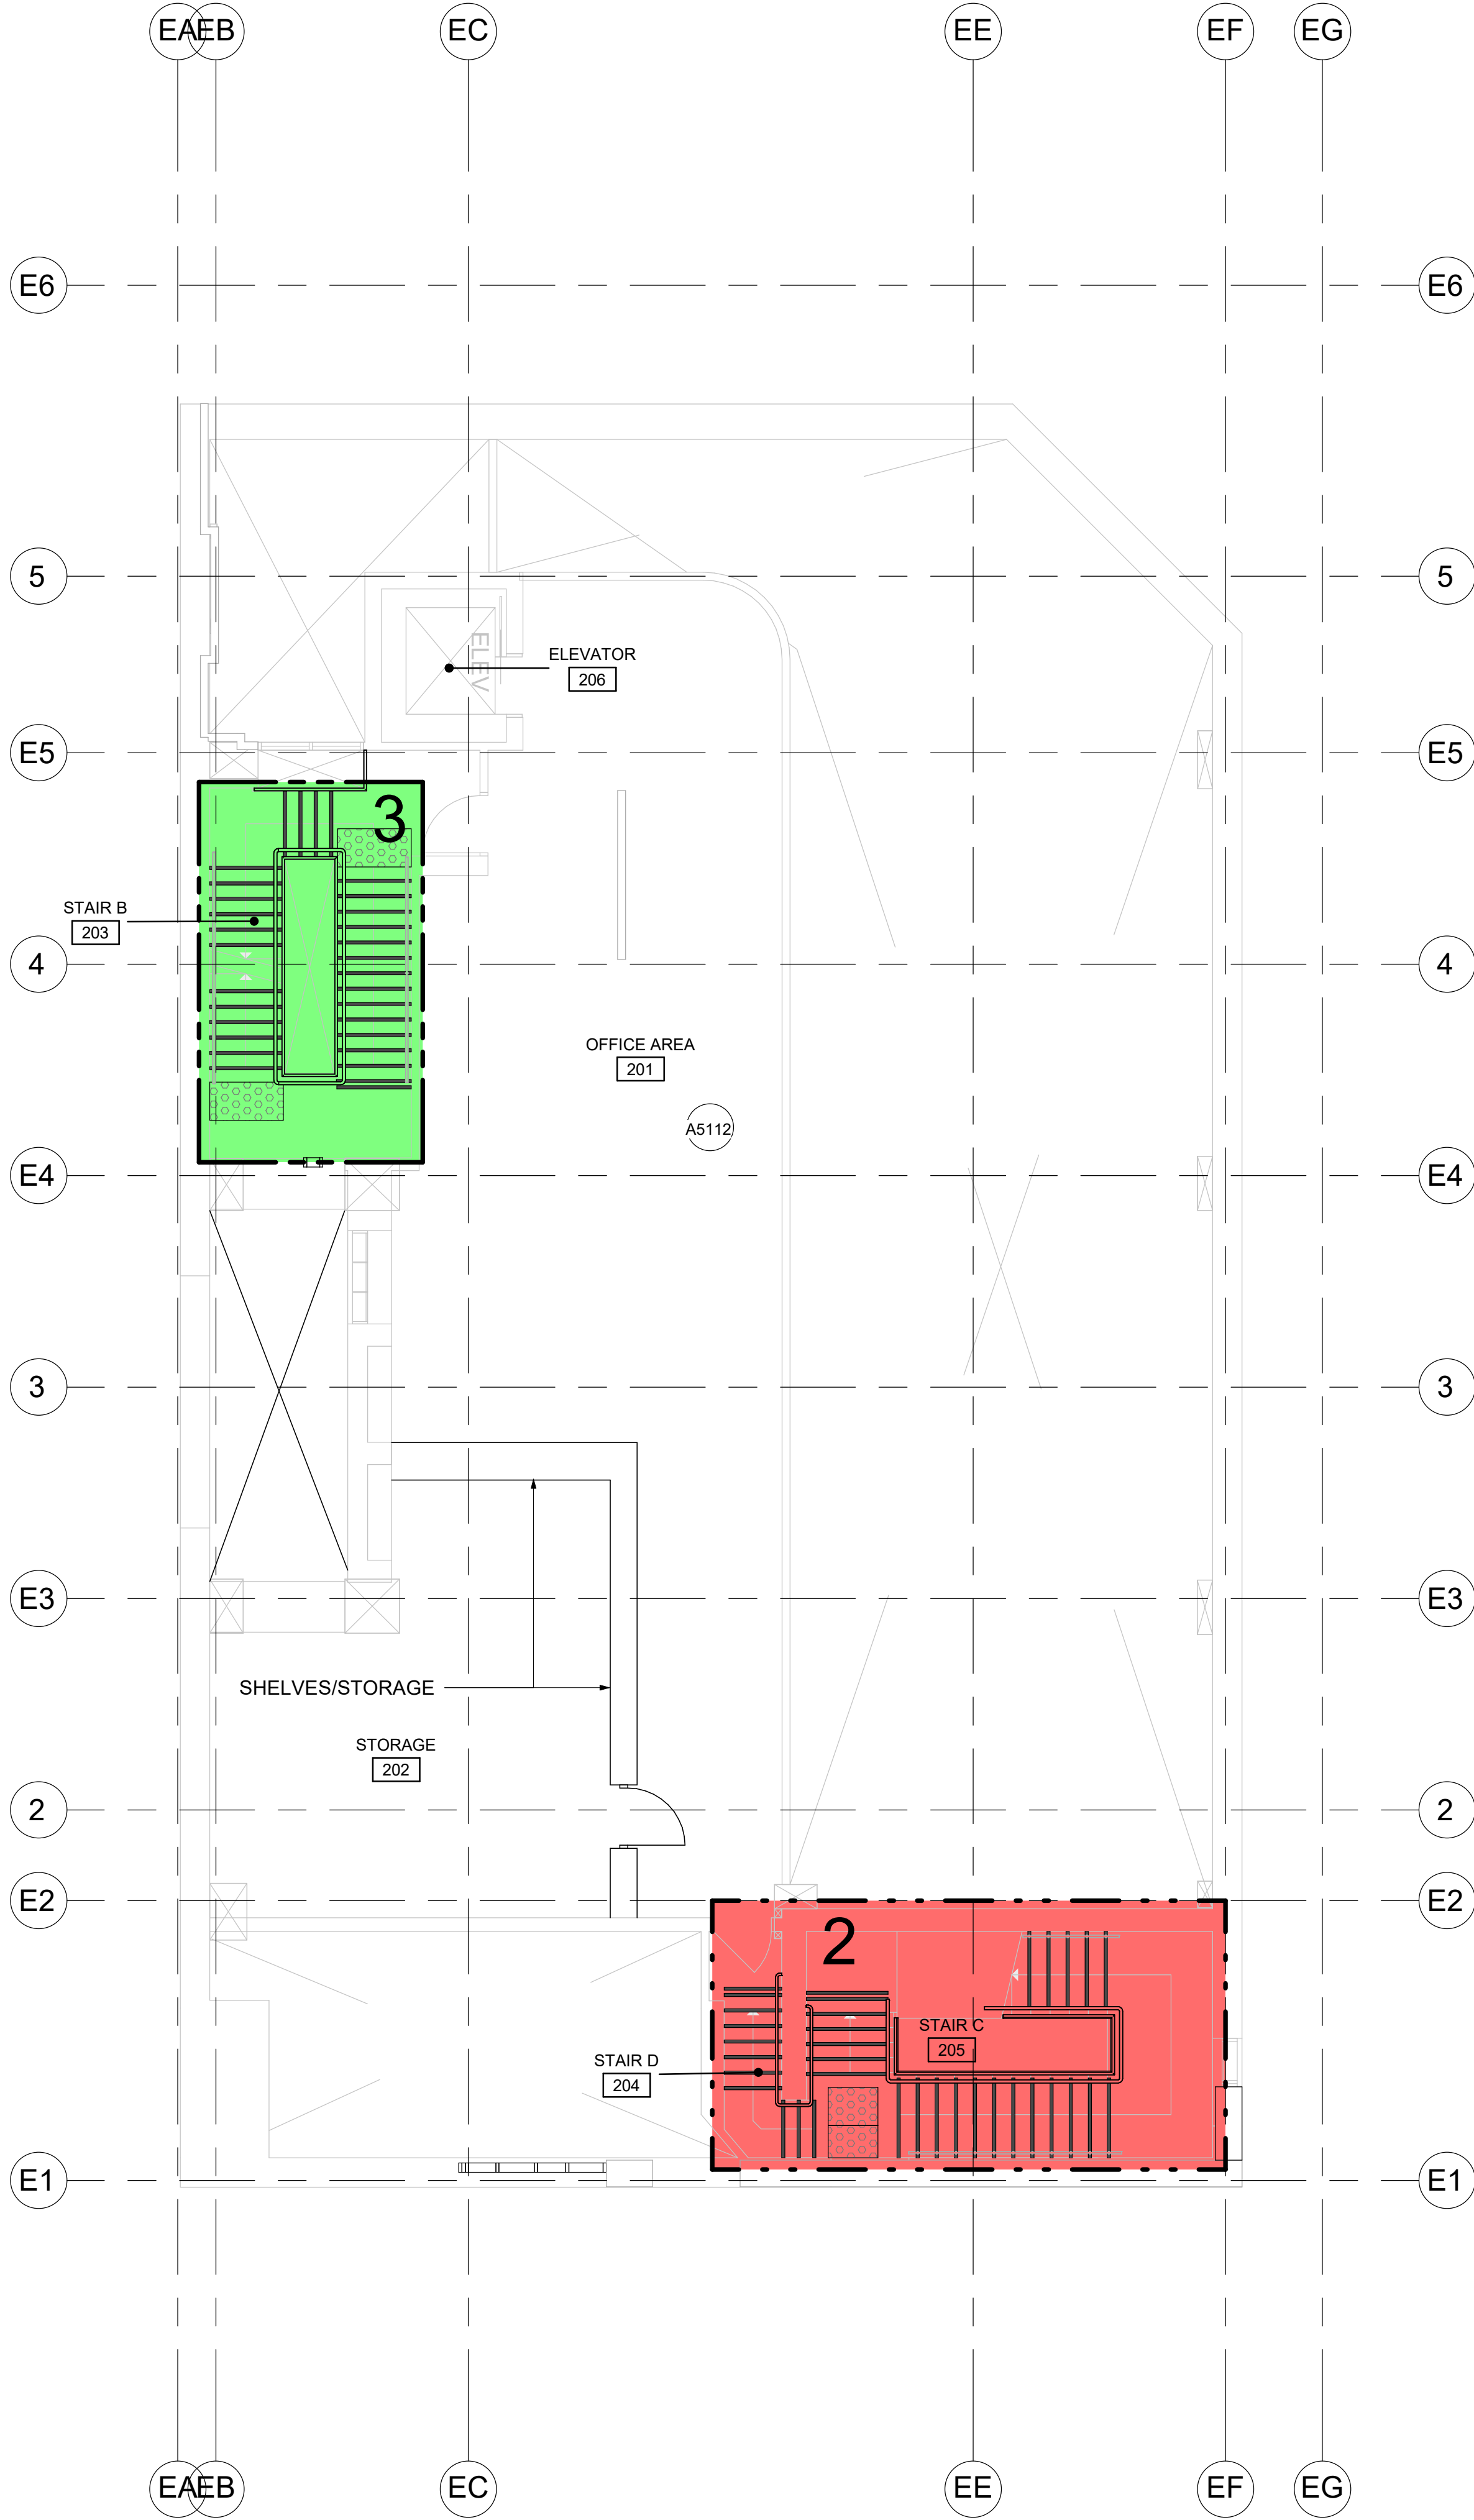 EA
EB
EC
EE
EF
EG
E6
E6
5
5
ELEV
ELEVATOR
206
E5
E5
3
STAIR B
203
4
4
OFFICE AREA
201
A5112
E4
E4
3
3
E3
E3
SHELVES/STORAGE
STORAGE
202
2
2
E2
E2
2
STAIR C
205
STAIR D
204
E1
E1
EA
EB
EC
EE
EF
EG